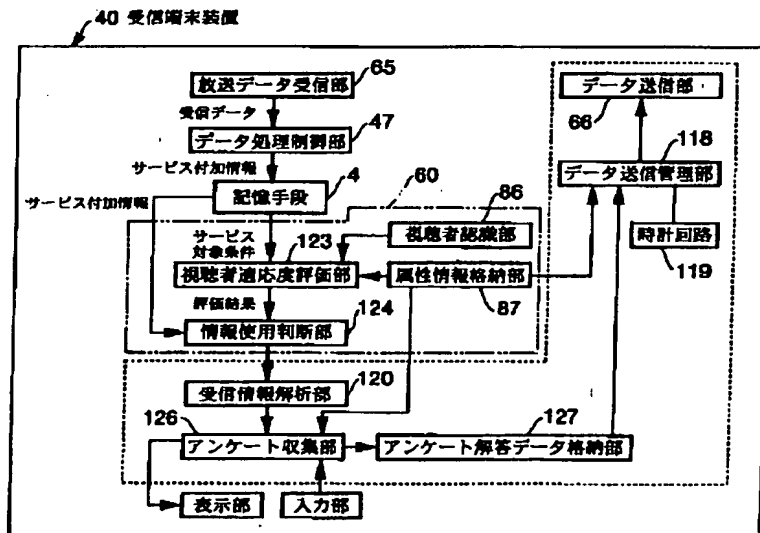 40 受信端末装置
放送データ受信部
65
受信データ
データ処理制御部
47
サービス付加情報
記憶手段
4
サービス付加情報
60
視聴者認識部
86
サービス
対象条件
123
視聴者適応度評価部
属性情報格納部
87
評価結果
情報使用判断部
124
受信情報解析部
120
126
アンケート収集部
127
アンケート解答データ格納部
表示部
入力部
データ送信部
66
118
データ送信管理部
時計回路
119